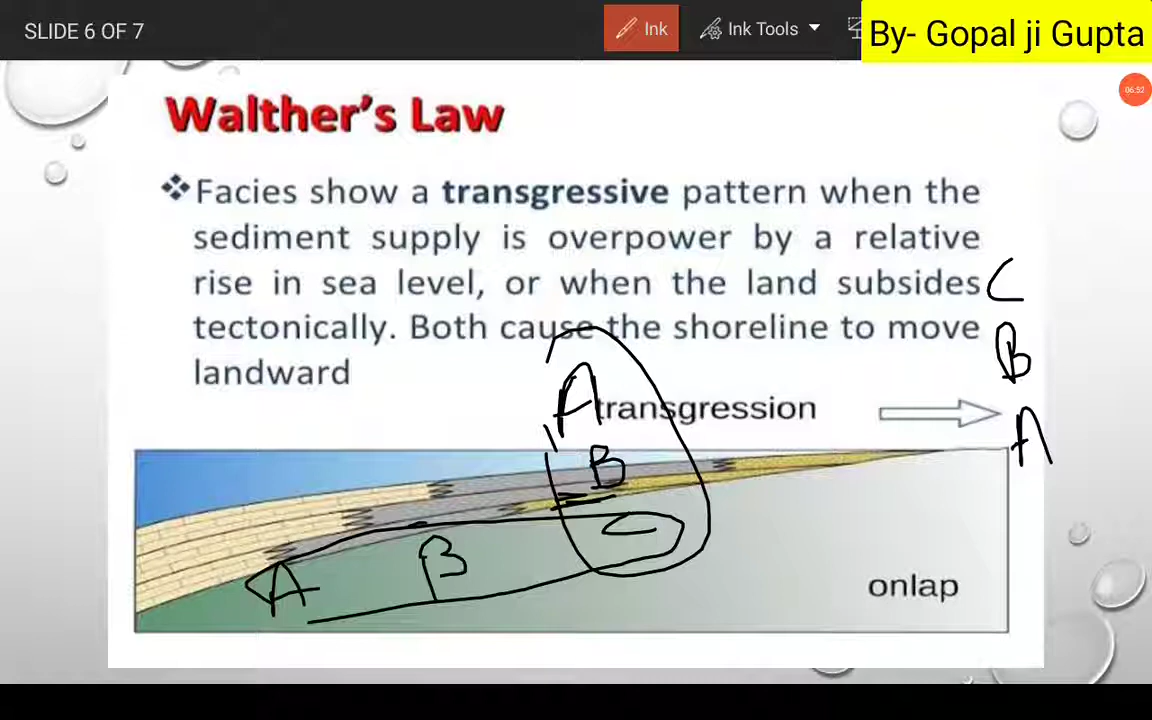 SLIDE 6 OF 7
Ink
Ink Tools
By- Gopal ji Gupta
06:52
Walther's Law
Facies show a transgressive pattern when the
sediment supply is overpower by a relative
rise in sea level, or when the land subsides
tectonically. Both cause the shoreline to move
landward
C
B
A
A
transgression
B
C
B
A
onlap